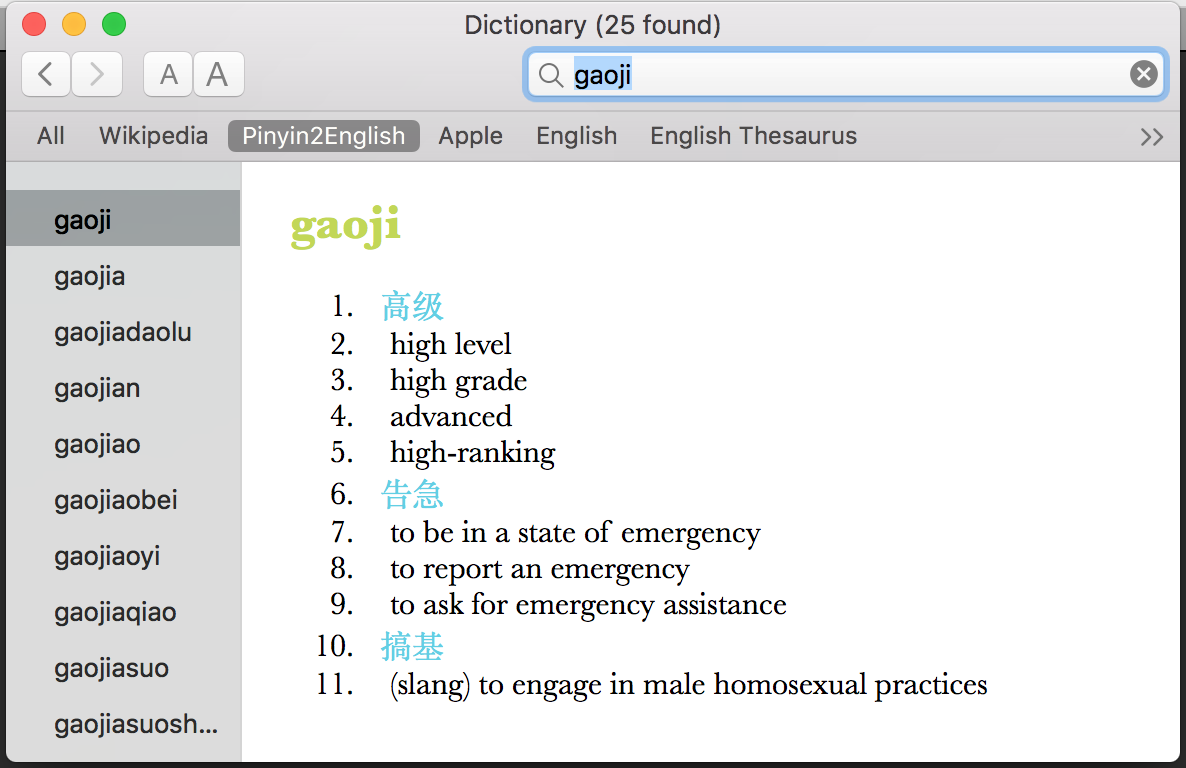 Dictionary (25 found)
A A gaoji
All Wikipedia Pinyin2English Apple English English Thesaurus >>
gaoji
gaojia
gaojiadaolu
gaojian
gaojiao
gaojiaobei
gaojiaoyi
gaojiaqiao
gaojiasuo
gaojiasuosh...
gaoji
1. 高级
2. high level
3. high grade
4. advanced
5. high-ranking
6. 告急
7. to be in a state of emergency
8. to report an emergency
9. to ask for emergency assistance
10. 搞基
11. (slang) to engage in male homosexual practices